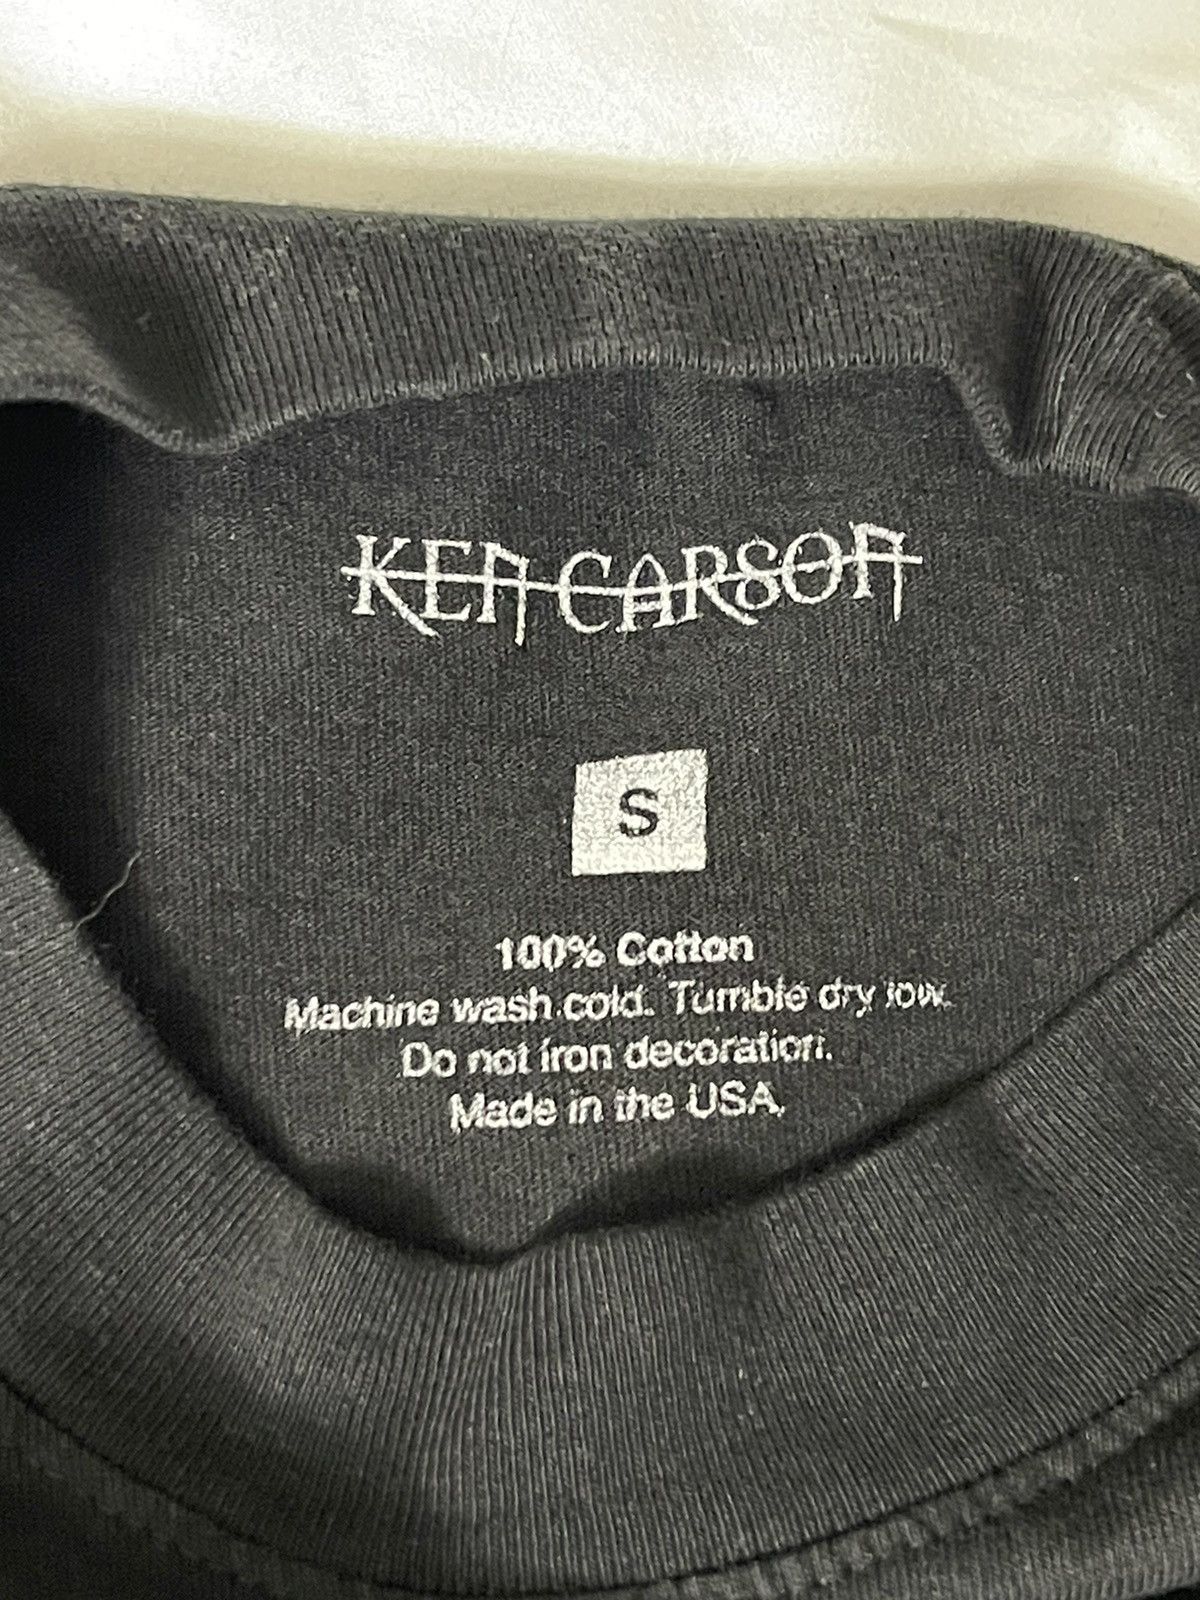 KEN CARSON
S
100% Cotton
Machine wash cold. Tumble dry low.
Do not iron decoration.
Made in the USA.